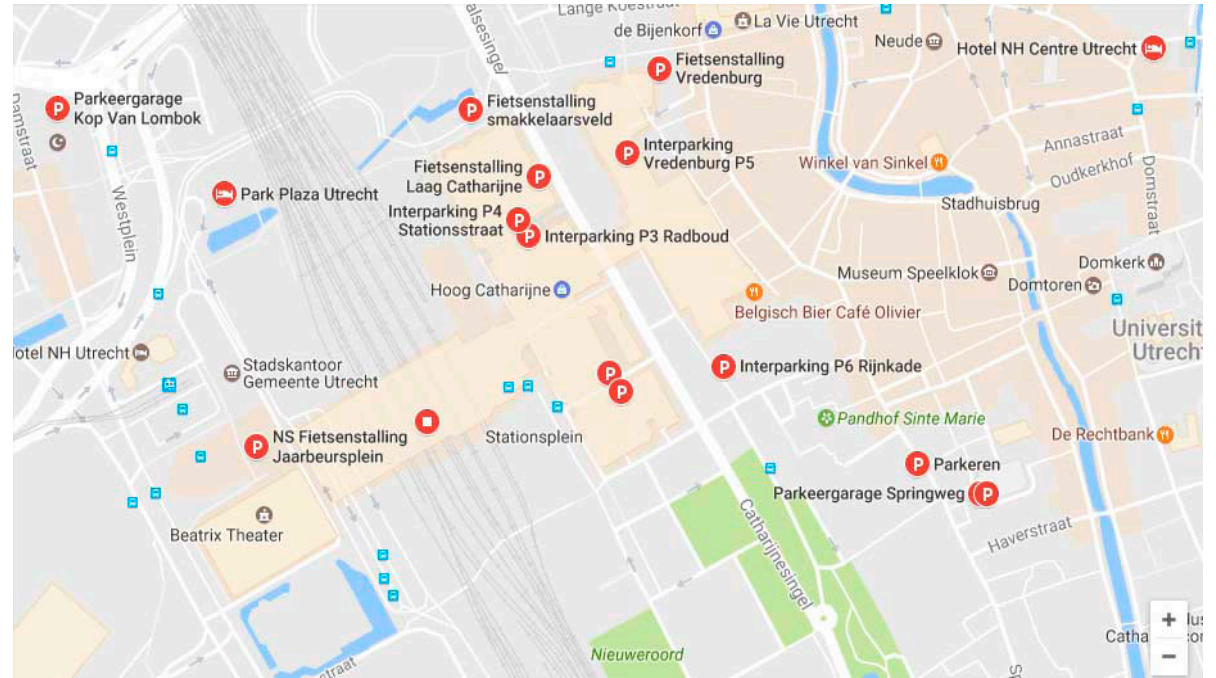 Lange Koestraat
alsesingel
de Bijenkorf
La Vie Utrecht
Neude
Hotel NH Centre Utrecht
Fietsenstalling
Vredenburg
Parkeergarage
Kop Van Lombok
Fietsenstalling
smakkelaarsveld
Damstraat
Interparking
Vredenburg P5
Annastraat
Winkel van Sinkel
Oudkerkhof
Domstraat
Fietsenstalling
Laag Catharijne
Park Plaza Utrecht
Westplein
Interparking P4
Stationsstraat
Interparking P3 Radboud
Stadhuisbrug
Domkerk
Museum Speelklok
Domtoren
Hoog Catharijne
Belgisch Bier Café Olivier
Universit
Utrech
otel NH Utrecht
Stadskantoor
Gemeente Utrecht
Interparking P6 Rijnkade
Pandhof Sinte Marie
Stationsplein
De Rechtbank
NS Fietsenstalling
Jaarbeursplein
Parkeren
Parkeergarage Springweg
Catharijnesingel
Haverstraat
Beatrix Theater
Nieuweroord
Catha
straat